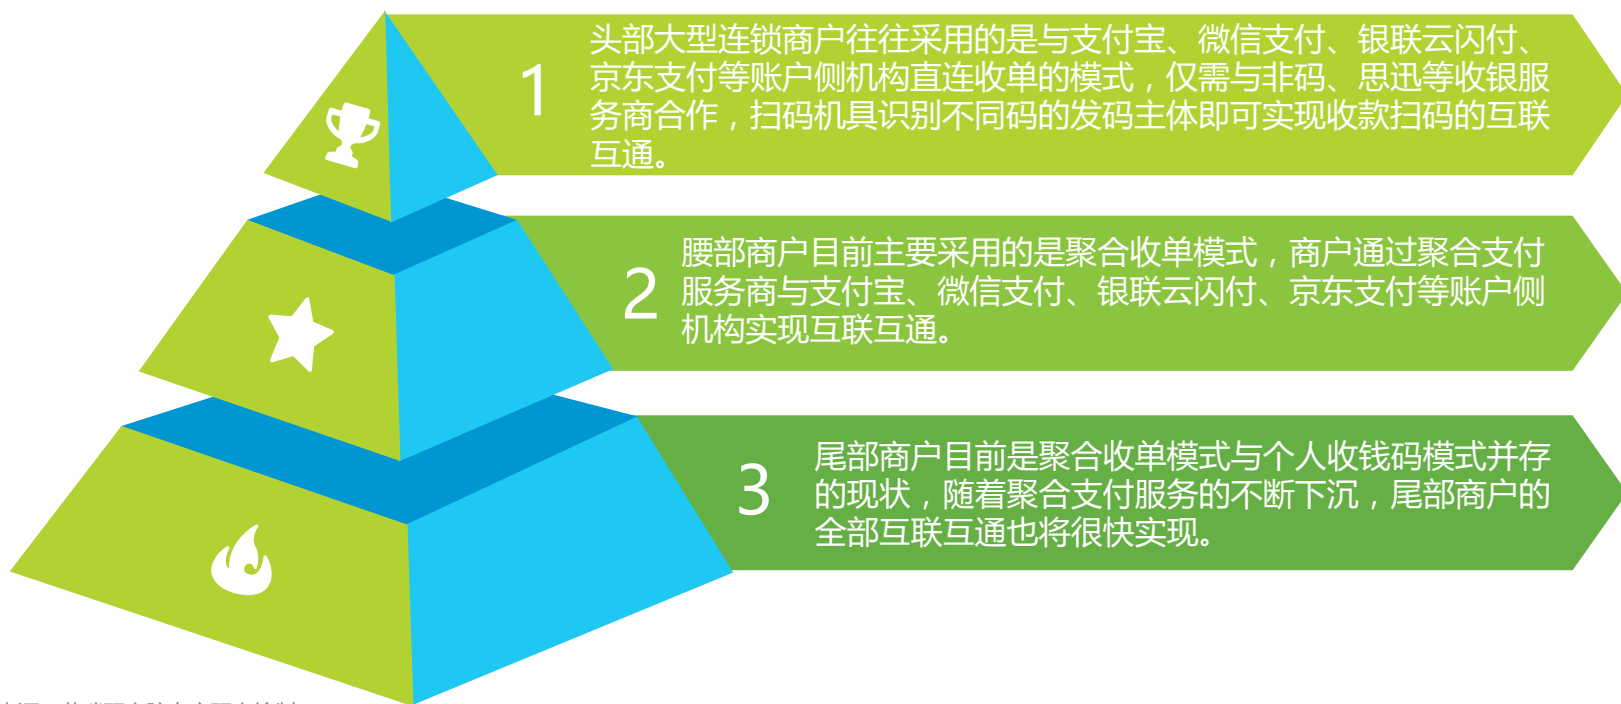 1
头部大型连锁商户往往采用的是与支付宝、微信支付、银联云闪付、
京东支付等账户侧机构直连收单的模式，仅需与非码、思迅等收银服
务商合作，扫码机具识别不同码的发码主体即可实现收款扫码的互联
互通。
2
腰部商户目前主要采用的是聚合收单模式，商户通过聚合支付
服务商与支付宝、微信支付、银联云闪付、京东支付等账户侧
机构实现互联互通。
3
尾部商户目前是聚合收单模式与个人收钱码模式并存
的现状，随着聚合支付服务的不断下沉，尾部商户的
全部互联互通也将很快实现。